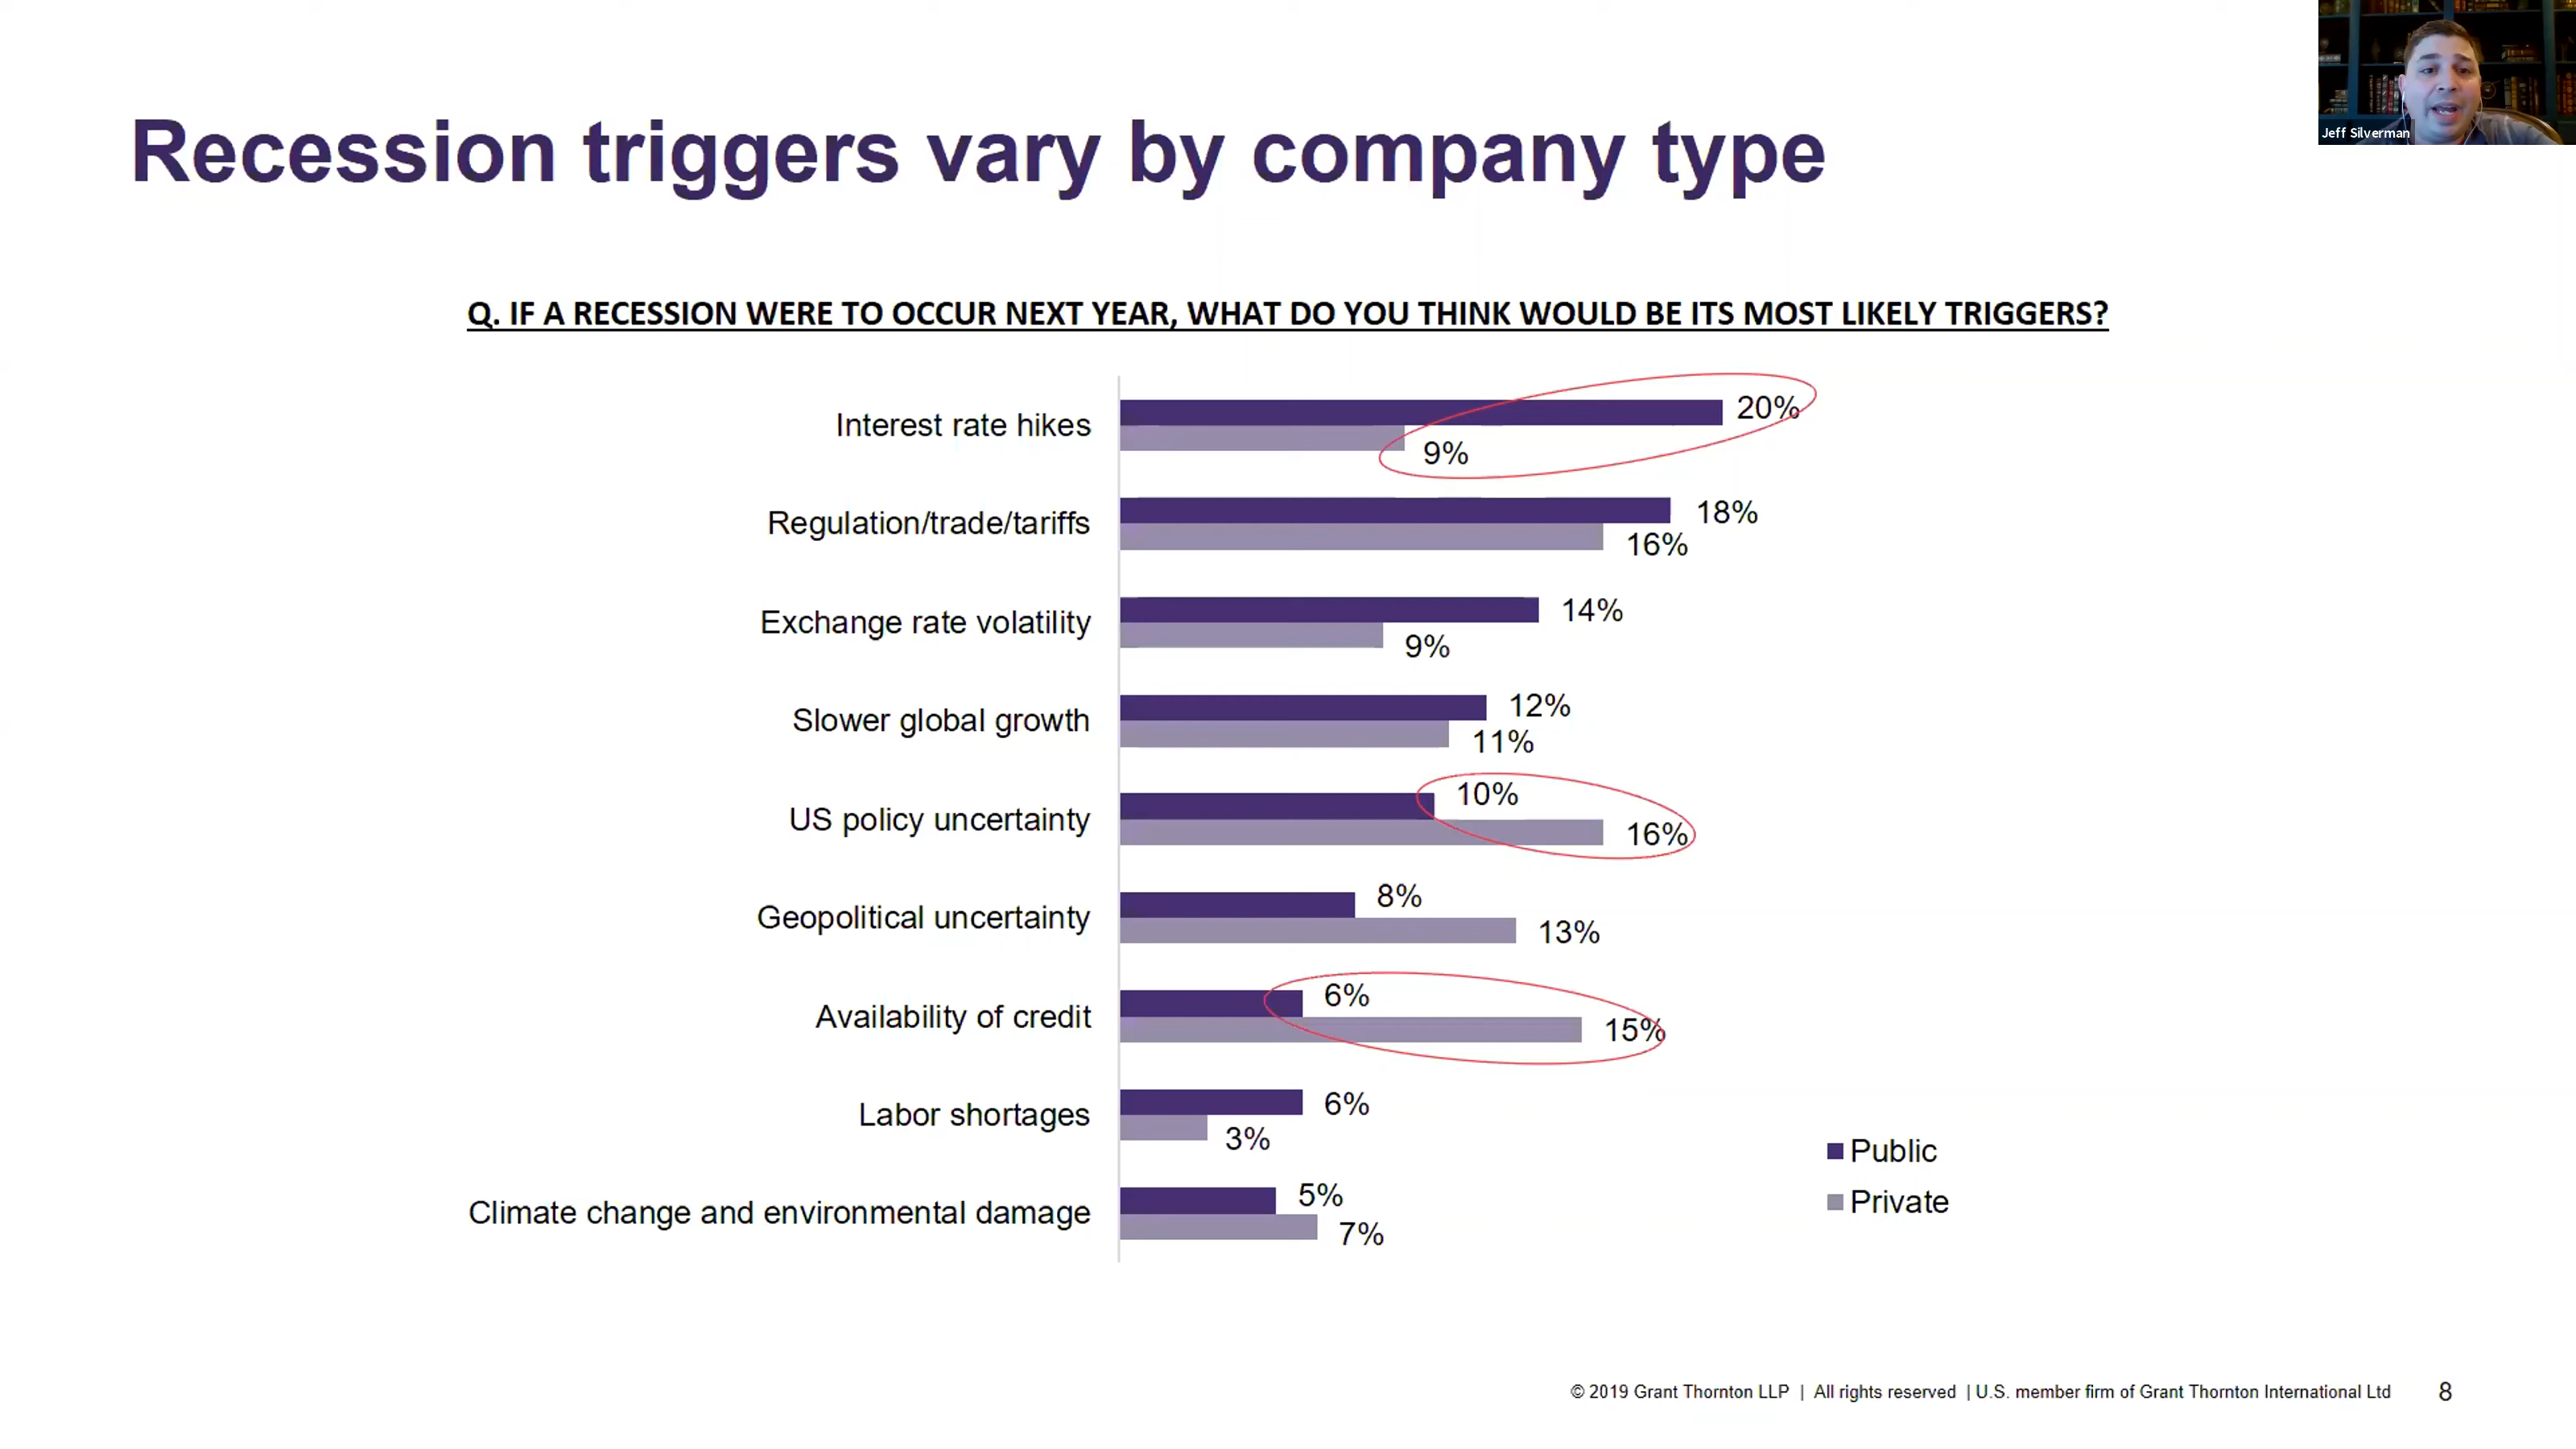 Jeff Silverman
Recession triggers vary by company type
Q. IF A RECESSION WERE TO OCCUR NEXT YEAR, WHAT DO YOU THINK WOULD BE ITS MOST LIKELY TRIGGERS?
Interest rate hikes
20%
9%
Regulation/trade/tariffs
18%
16%
Exchange rate volatility
14%
9%
Slower global growth
12%
11%
US policy uncertainty
10%
16%
Geopolitical uncertainty
8%
13%
Availability of credit
6%
15%
Labor shortages
6%
3%
Climate change and environmental damage
5%
7%
Public
Private
© 2019 Grant Thornton LLP | All rights reserved | U.S. member firm of Grant Thornton International Ltd 8